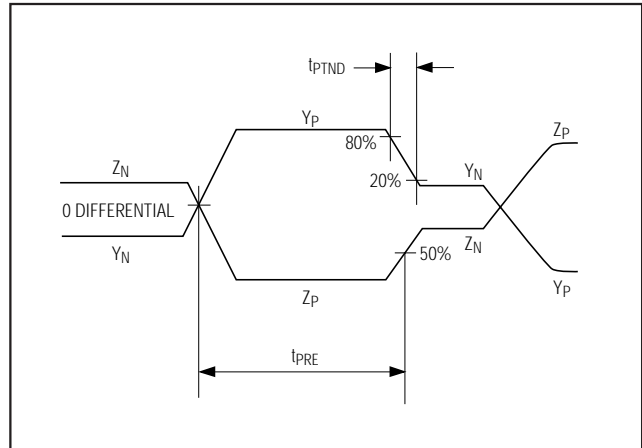 tPTND
YP
ZP
80%
ZN
YN
20%
0 DIFFERENTIAL
ZN
50%
YN
ZP
YP
tPRE